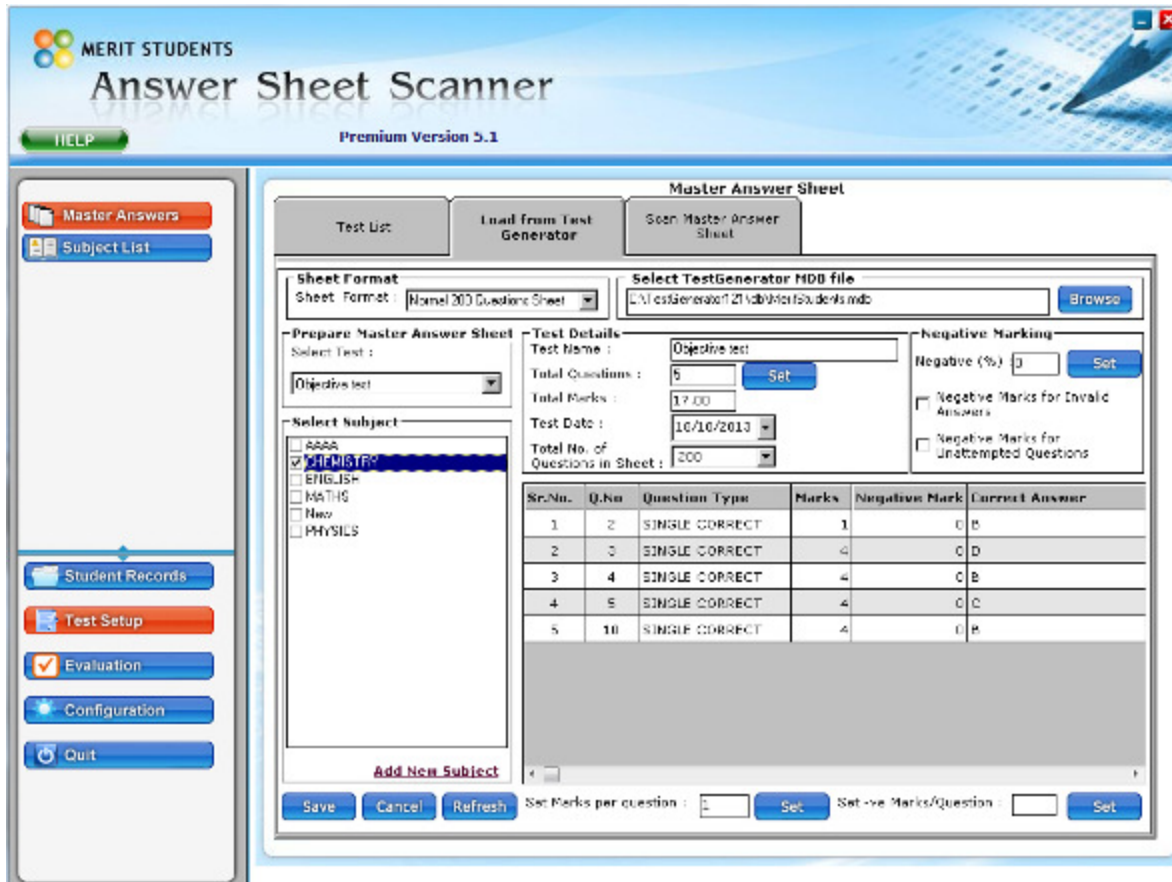 MERIT STUDENTS
Answer Sheet Scanner
HELP
Premium Version 5.1
Master Answers
Subject List
Student Records
Test Setup
Evaluation
Configuration
Quit
Master Answer Sheet
Test List
Load from Test Generator
Scan Master Answer Sheet
Sheet Format
Sheet Format : Normal 200 Questions Sheet
Select TestGenerator MDB file
Browse
Prepare Master Answer Sheet
Select Test :
Objective test
Select Subject
AAAA
CHEMISTRY
ENGLISH
MATHS
New
PHYSICS
Add New Subject
Test Details
Test Name : Objective test
Total Questions : 5 Set
Total Marks : 17.00
Test Date : 10/2013
Total No. of
Questions in Sheet : 200
Negative Marking
Negative (%) : 0 Set
Negative Marks for Invalid
Answers
Negative Marks for
Unattempted Questions
Sr.No. Q.No Question Type Marks Negative Mark Correct Answer
1 2 SINGLE CORRECT 1 0 B
2 3 SINGLE CORRECT 4 0 D
3 4 SINGLE CORRECT 4 0 B
4 5 SINGLE CORRECT 4 0 C
5 10 SINGLE CORRECT 4 0 B
Save Cancel Refresh Set Marks per question : 1 Set Set -ve Marks/Question : Set